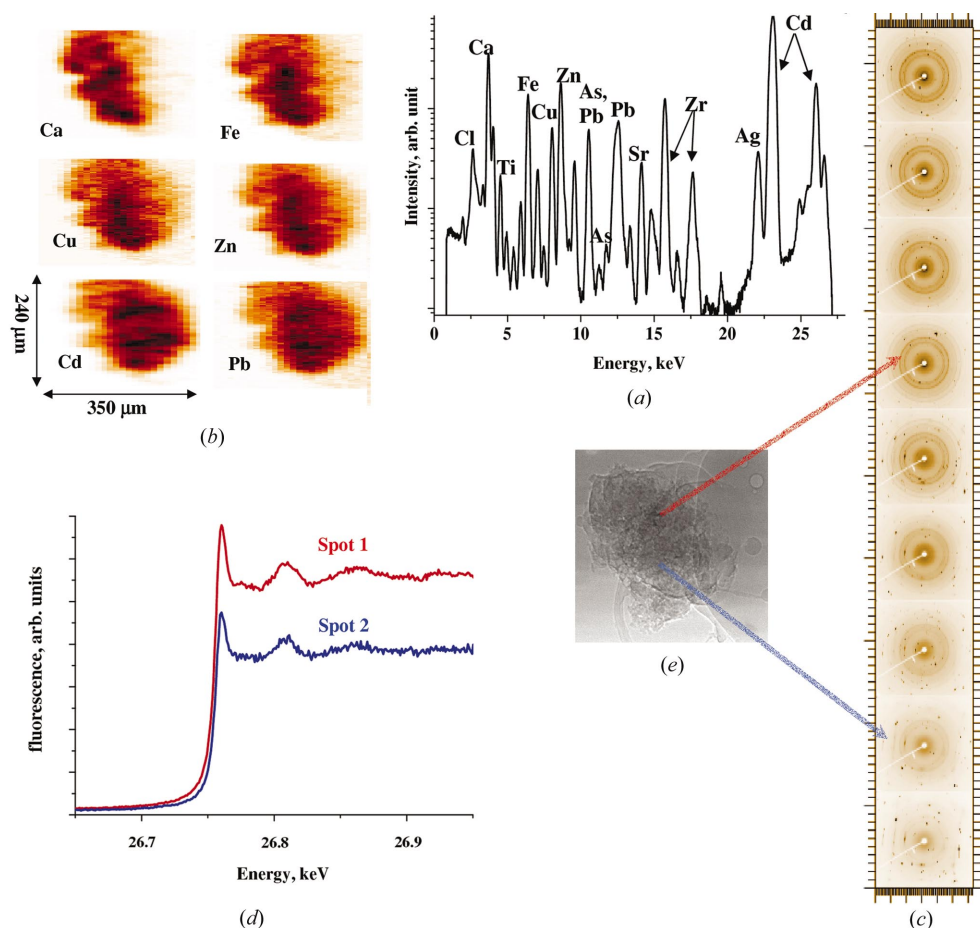 Ca
Fe
Cu
Zn
Cd
Pb
240 μm
350 μm
(b)
Intensity, arb. unit
Cl
Ca
Ti
Fe
Cu
Zn
As,
Pb
As
Pb
Sr
Zr
Ag
Cd
0 5 10 15 20 25
Energy, keV
(a)
fluorescence, arb. units
Spot 1
Spot 2
26.7 26.8 26.9
Energy, keV
(d)
(e)
(c)